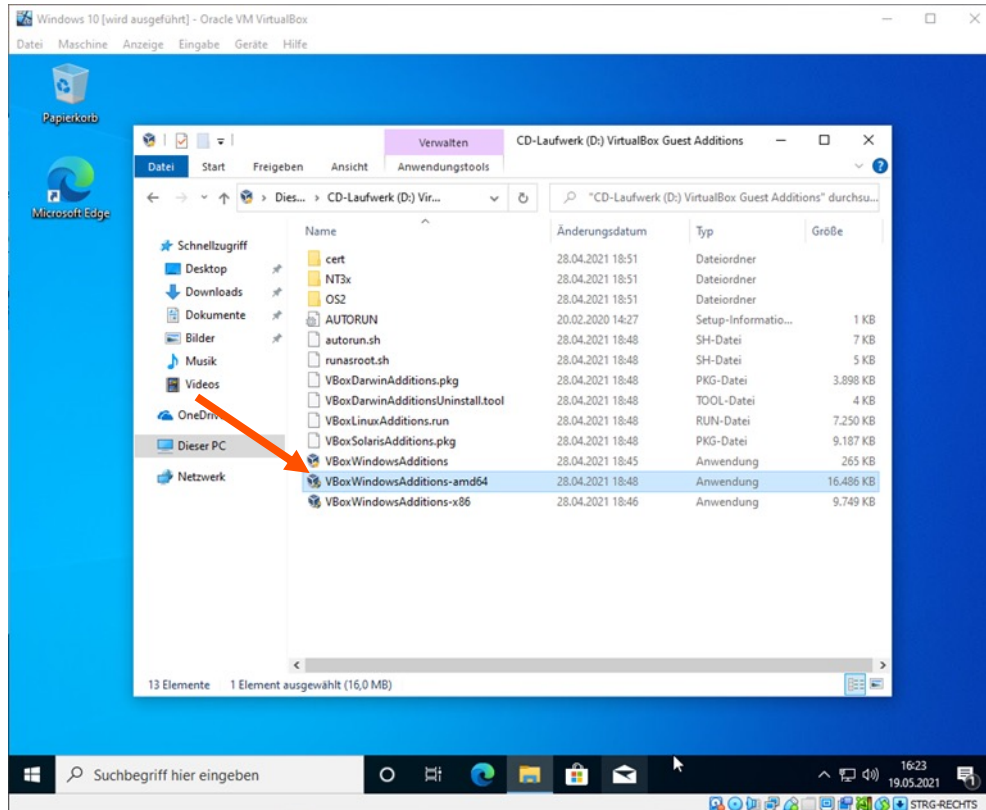 Windows 10 [wird ausgeführt] - Oracle VM VirtualBox
Datei Maschine Anzeige Eingabe Geräte Hilfe
Papierkorb
Microsoft Edge
Verwalten CD-Laufwerk (D:) VirtualBox Guest Additions
Datei Start Freigeben Ansicht Anwendungstools
Dies... > CD-Laufwerk (D:) Vir... "CD-Laufwerk (D:) VirtualBox Guest Additions" durchsu...
Name Änderungsdatum Typ Größe
Schnellzugriff
Desktop
Downloads
Dokumente
Bilder
Musik
Videos
Dieser PC
Netzwerk
cert 28.04.2021 18:51 Dateiordner
NT3x 28.04.2021 18:51 Dateiordner
OS2 28.04.2021 18:51 Dateiordner
AUTORUN 20.02.2020 14:27 Setup-Informatio... 1 KB
autorun.sh 28.04.2021 18:48 SH-Datei 7 KB
runasroot.sh 28.04.2021 18:48 SH-Datei 5 KB
VBoxDarwinAdditions.pkg 28.04.2021 18:48 PKG-Datei 3.898 KB
VBoxDarwinAdditionsUninstall.tool 28.04.2021 18:48 TOOL-Datei 4 KB
VBoxLinuxAdditions.run 28.04.2021 18:48 RUN-Datei 7.250 KB
VBoxSolarisAdditions.pkg 28.04.2021 18:48 PKG-Datei 9.187 KB
VBoxWindowsAdditions 28.04.2021 18:45 Anwendung 265 KB
VBoxWindowsAdditions-amd64 28.04.2021 18:48 Anwendung 16.486 KB
VBoxWindowsAdditions-x86 28.04.2021 18:46 Anwendung 9.749 KB
13 Elemente 1 Element ausgewählt (16,0 MB)
Suchbegriff hier eingeben
16:23
19.05.2021
1
STRG-RECHTS